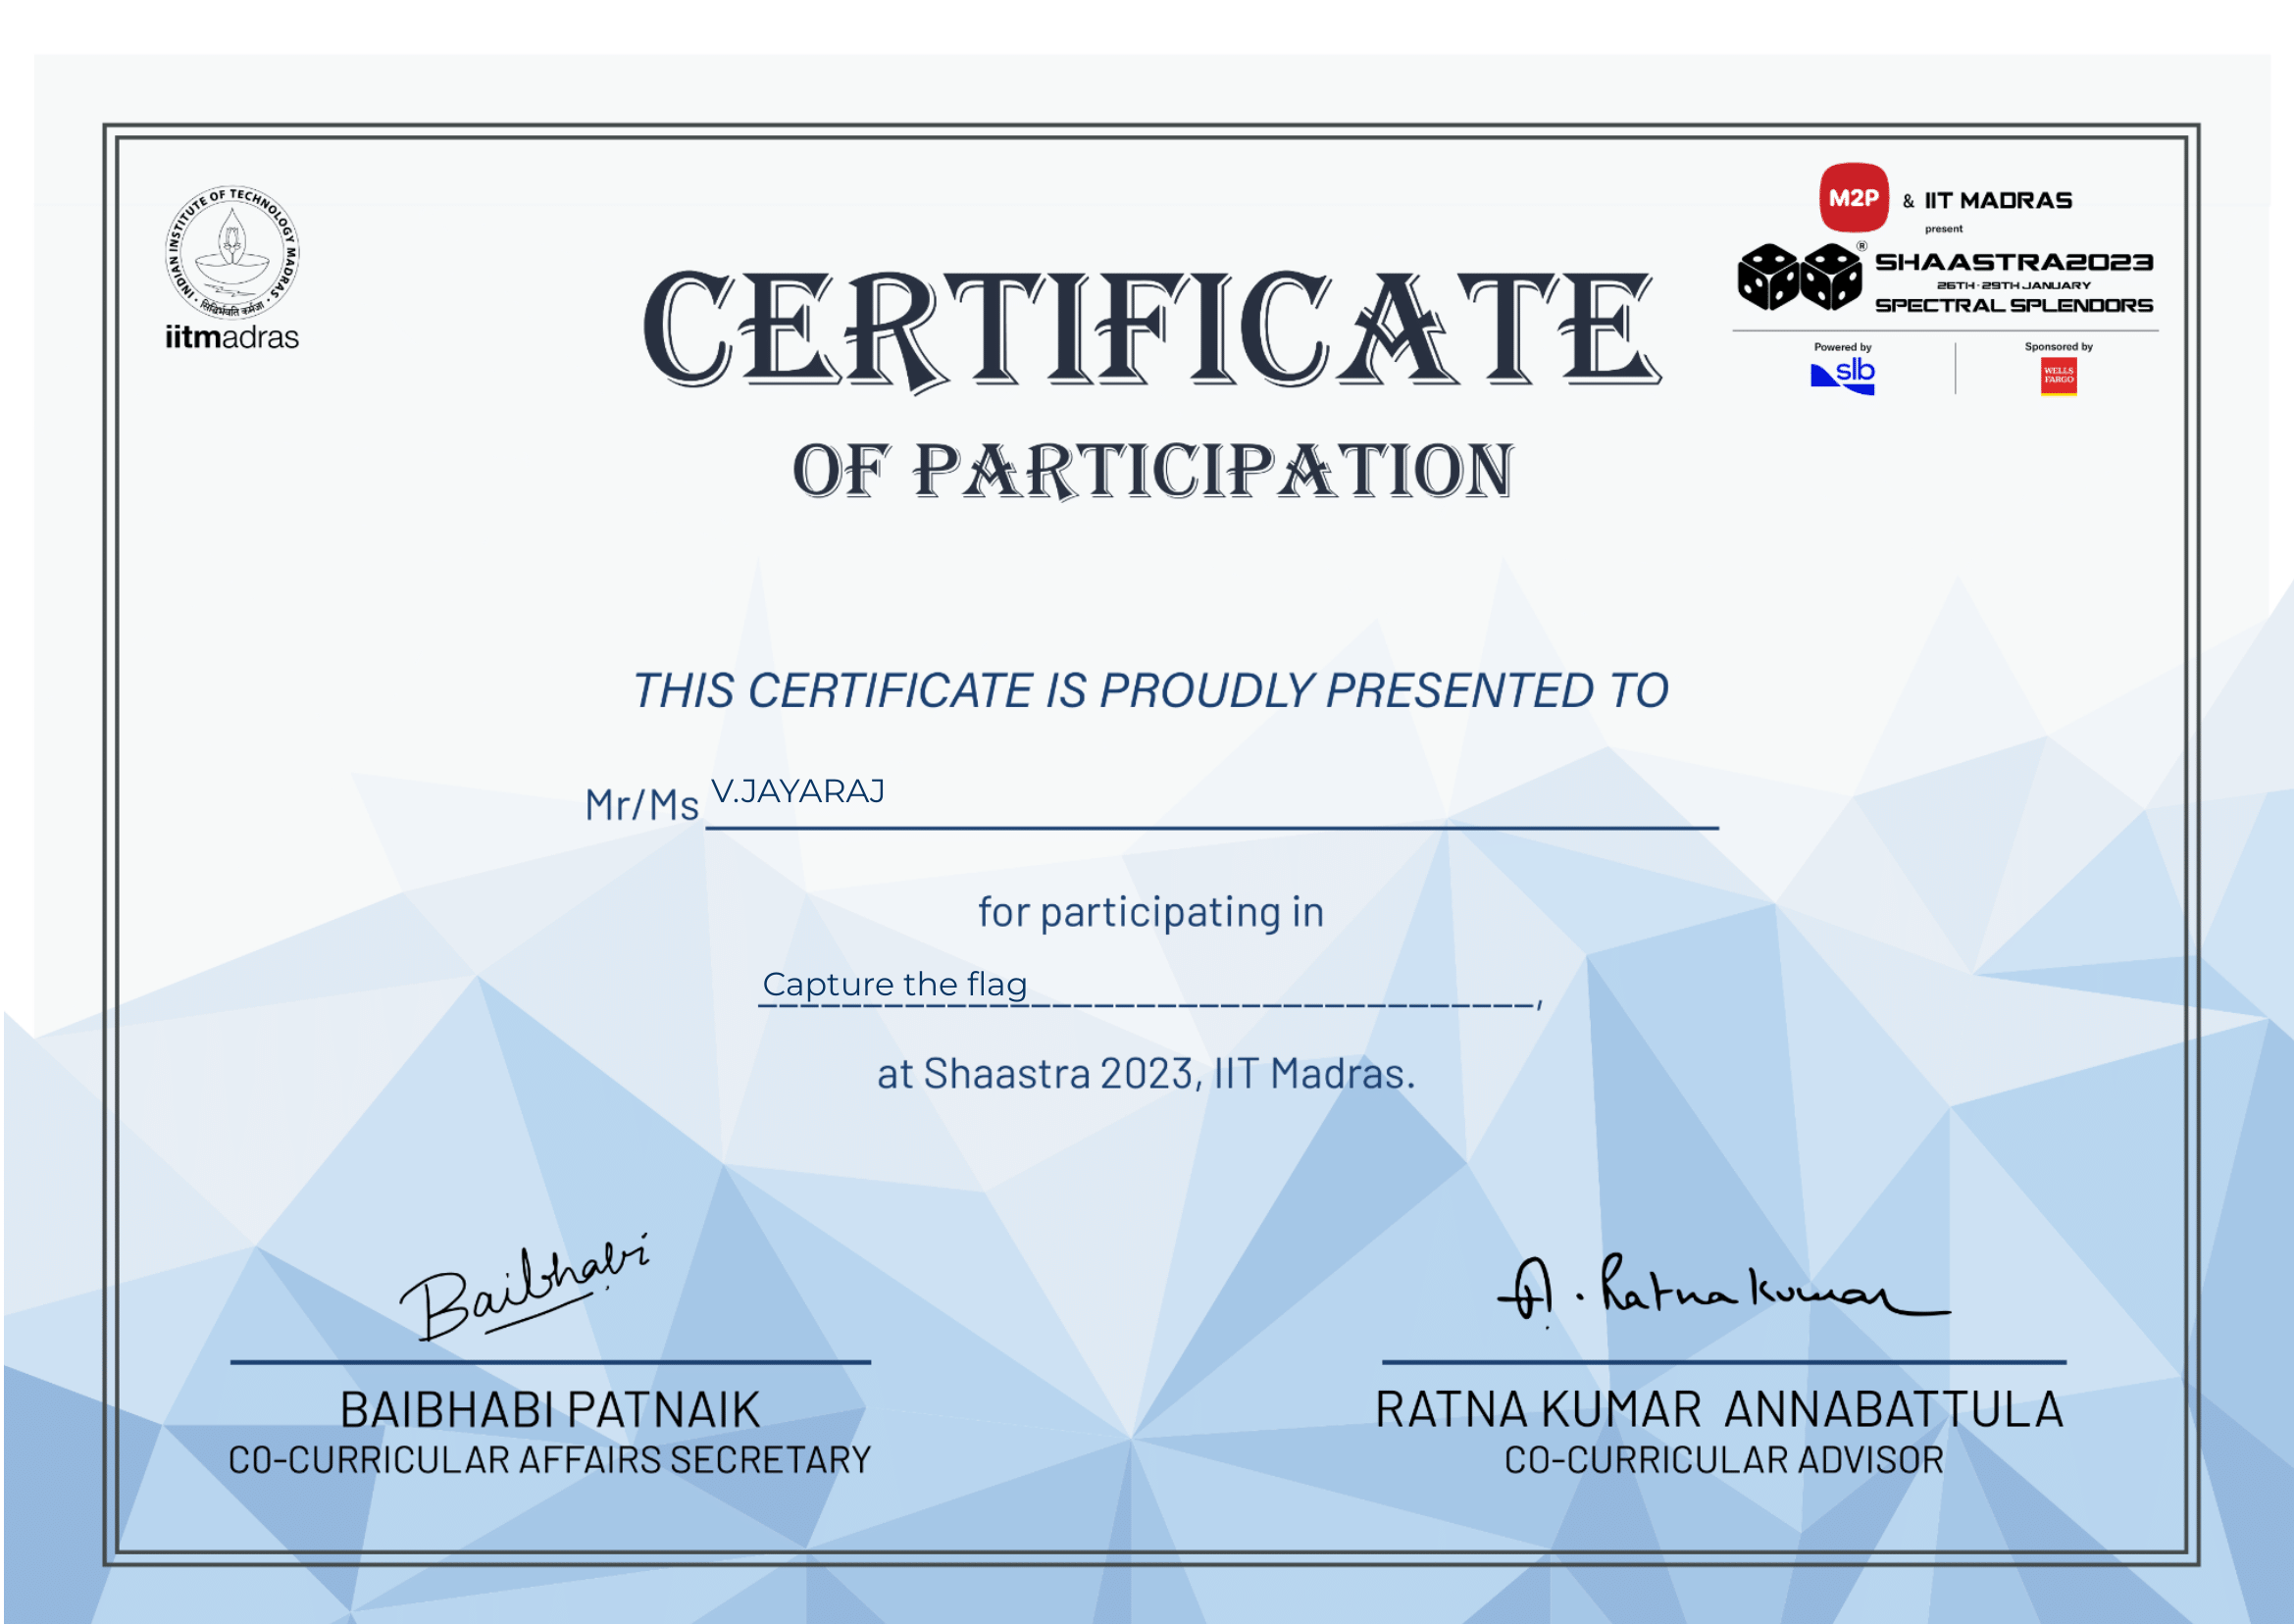 INDIAN INSTITUTE OF TECHNOLOGY MADRAS
सिद्धिर्भवति कर्मजा
iitmadras
M2P & IIT MADRAS
present
SHAASTRA2023
26TH-29TH JANUARY
SPECTRAL SPLENDORS
Powered by
slb
Sponsored by
WELLS
FARGO
CERTIFICATE
OF PARTICIPATION
THIS CERTIFICATE IS PROUDLY PRESENTED TO
Mr/Ms V.JAYARAJ
for participating in
Capture the flag,
at Shaastra 2023, IIT Madras.
Baibhabi
A. Ratna kumar
BAIBHABI PATNAIK
CO-CURRICULAR AFFAIRS SECRETARY
RATNA KUMAR ANNABATTULA
CO-CURRICULAR ADVISOR